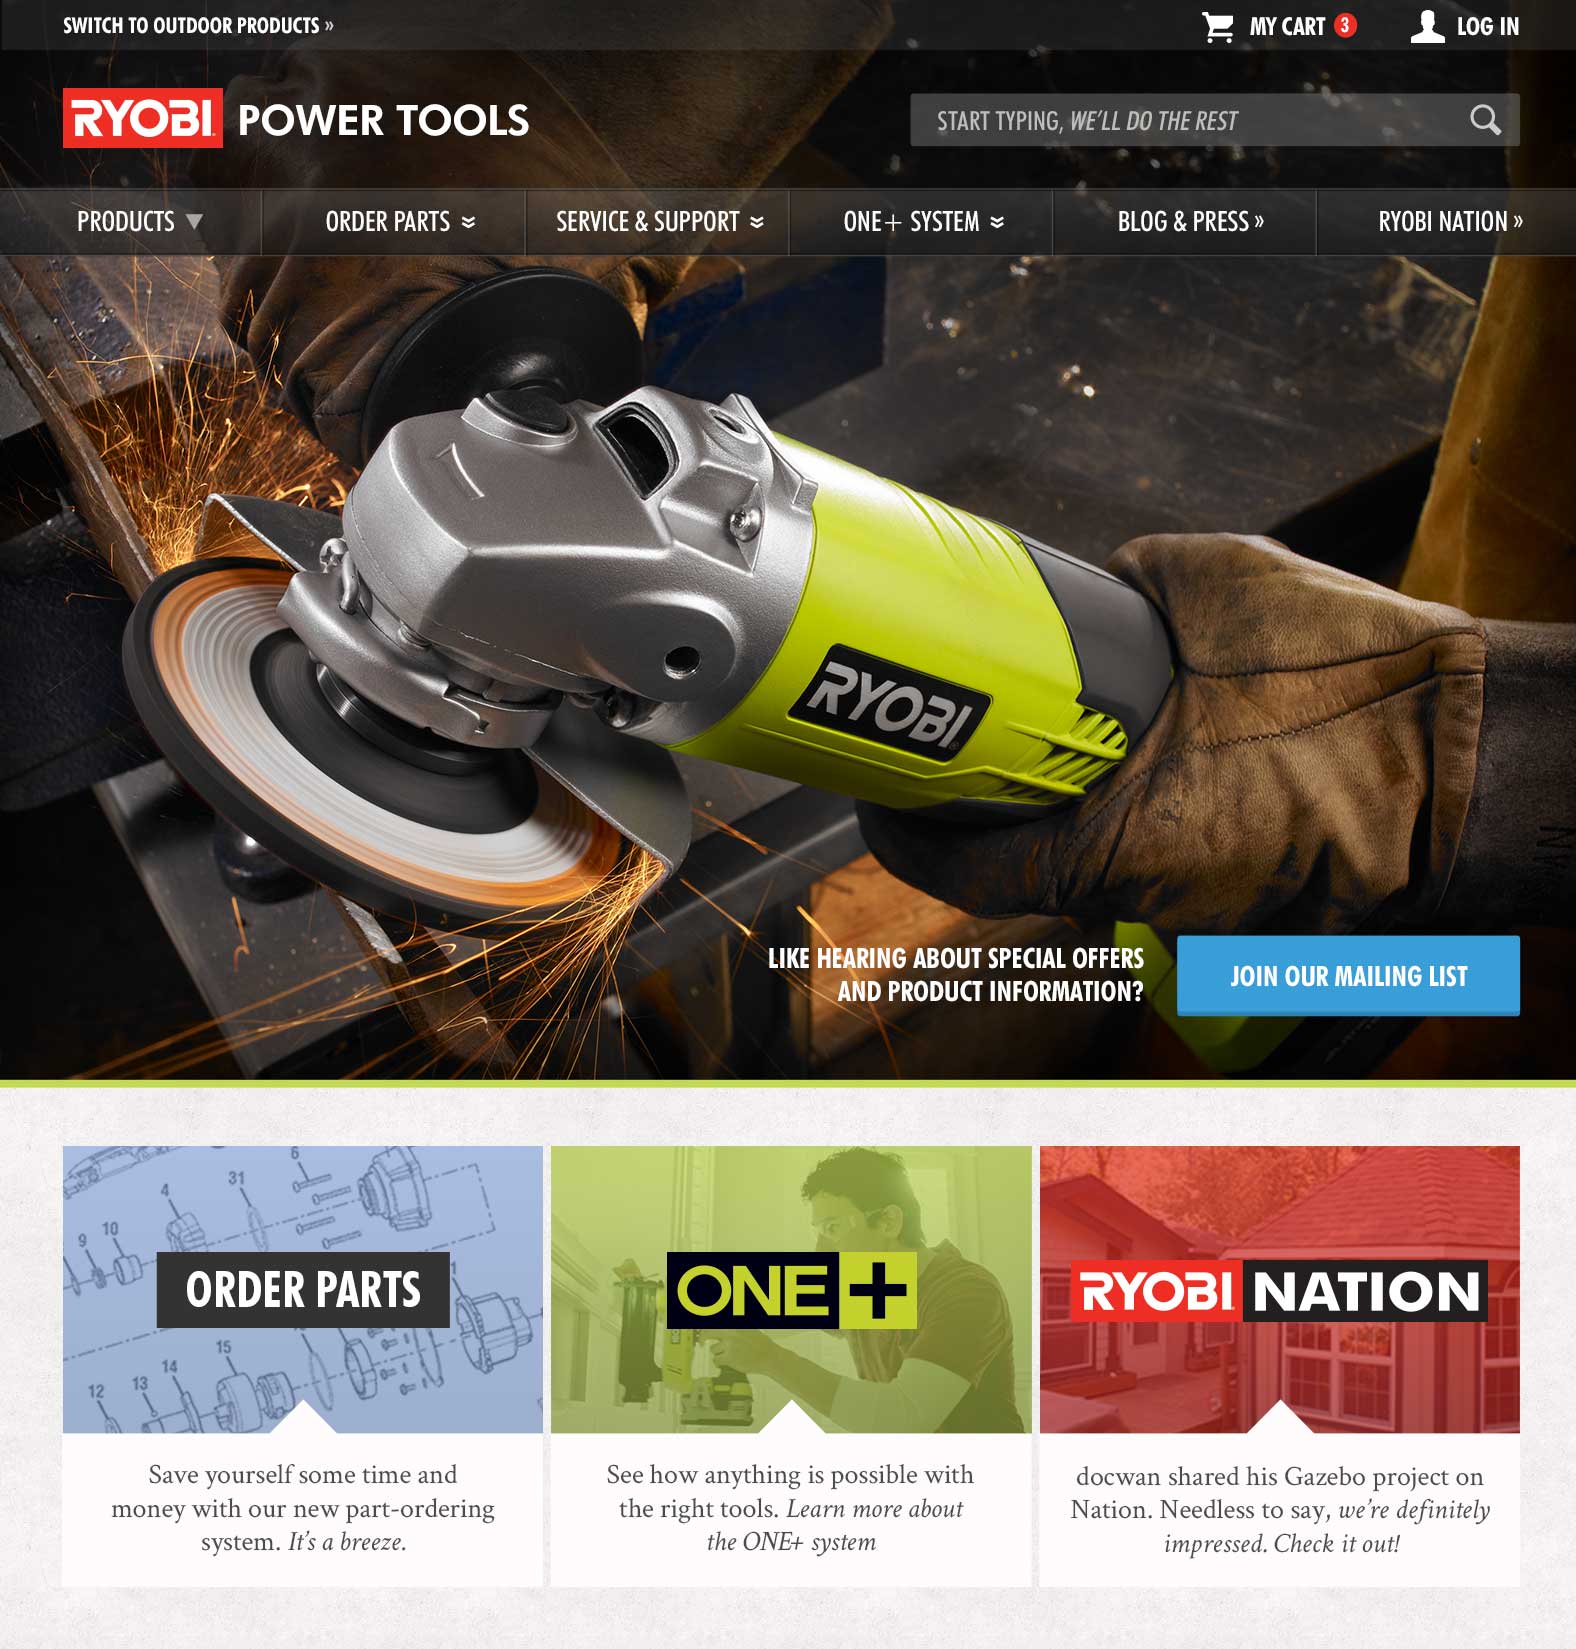 SWITCH TO OUTDOOR PRODUCTS »
MY CART 3
LOG IN
RYOBI POWER TOOLS
START TYPING, WE'LL DO THE REST
PRODUCTS
ORDER PARTS
SERVICE & SUPPORT
ONE+ SYSTEM
BLOG & PRESS »
RYOBI NATION »
RYOBI
LIKE HEARING ABOUT SPECIAL OFFERS
AND PRODUCT INFORMATION?
JOIN OUR MAILING LIST
6
31
4
10
9
ORDER PARTS
1
15
14
13
12
Save yourself some time and
money with our new part-ordering
system. It's a breeze.
ONE+
See how anything is possible with
the right tools. Learn more about
the ONE+ system
RYOBI NATION
docwan shared his Gazebo project on
Nation. Needless to say, we're definitely
impressed. Check it out!